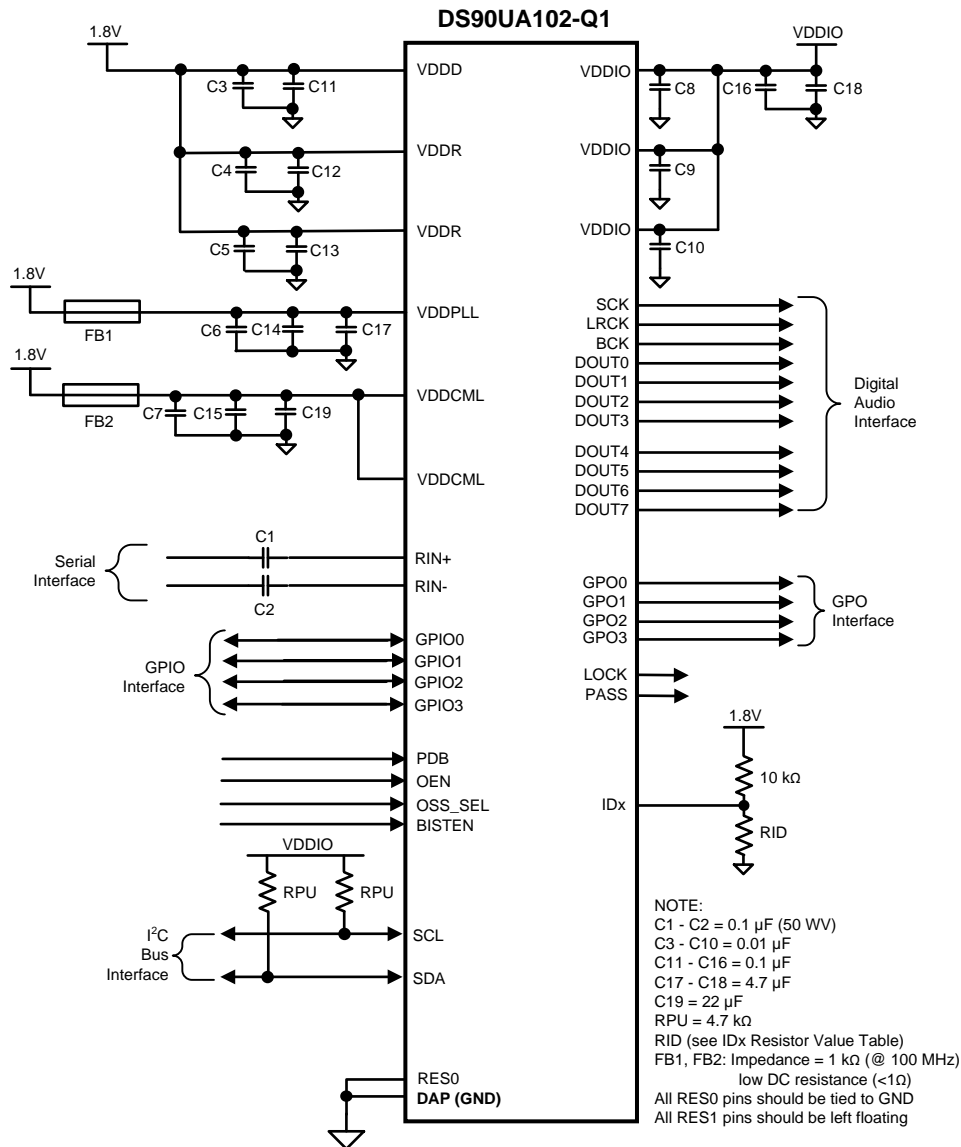 DS90UA102-Q1
1.8V
VDDD
C3
C11
VDDR
C4
C12
VDDR
C5
C13
1.8V
FB1
VDDPLL
C6
C14
C17
1.8V
FB2
VDDCML
C7
C15
C19
VDDCML
Serial
Interface
C1
RIN+
C2
RIN-
GPIO
Interface
GPIO0
GPIO1
GPIO2
GPIO3
PDB
OEN
OSS_SEL
BISTEN
VDDIO
RPU
RPU
I²C
Bus
Interface
SCL
SDA
RES0
DAP (GND)
VDDIO
VDDIO
C8
C16
C18
VDDIO
C9
VDDIO
C10
SCK
LRCK
BCK
DOUT0
DOUT1
DOUT2
DOUT3
DOUT4
DOUT5
DOUT6
DOUT7
Digital
Audio
Interface
GPO0
GPO1
GPO2
GPO3
GPO
Interface
LOCK
PASS
1.8V
10 kΩ
IDx
RID
NOTE:
C1 - C2 = 0.1 µF (50 WV)
C3 - C10 = 0.01 µF
C11 - C16 = 0.1 µF
C17 - C18 = 4.7 µF
C19 = 22 µF
RPU = 4.7 kΩ
RID (see IDx Resistor Value Table)
FB1, FB2: Impedance = 1 kΩ (@ 100 MHz)
low DC resistance (<1Ω)
All RES0 pins should be tied to GND
All RES1 pins should be left floating